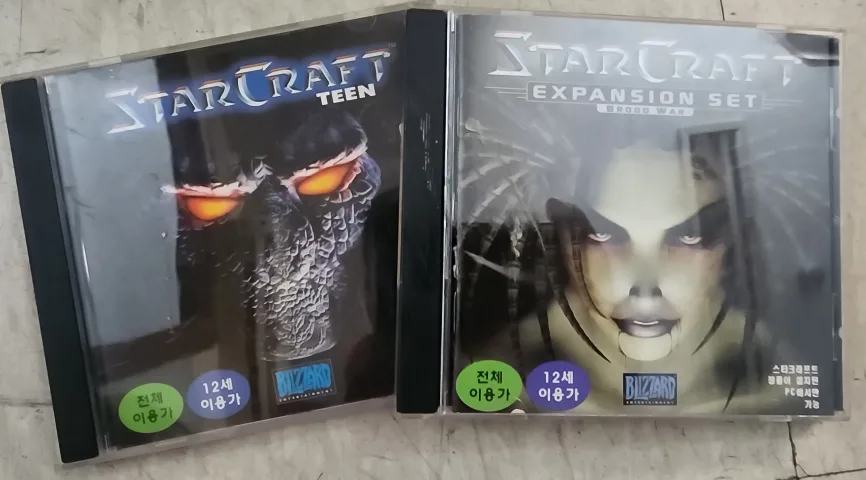 STARCRAFT
TEEN
전체
이용가
12세
이용가
BLIZZARD
ENTERTAINMENT
STARCRAFT
EXPANSION SET
BROOD WAR
전체
이용가
12세
이용가
BLIZZARD
ENTERTAINMENT
스타크래프트
정품이 설치된
PC에서만
가능